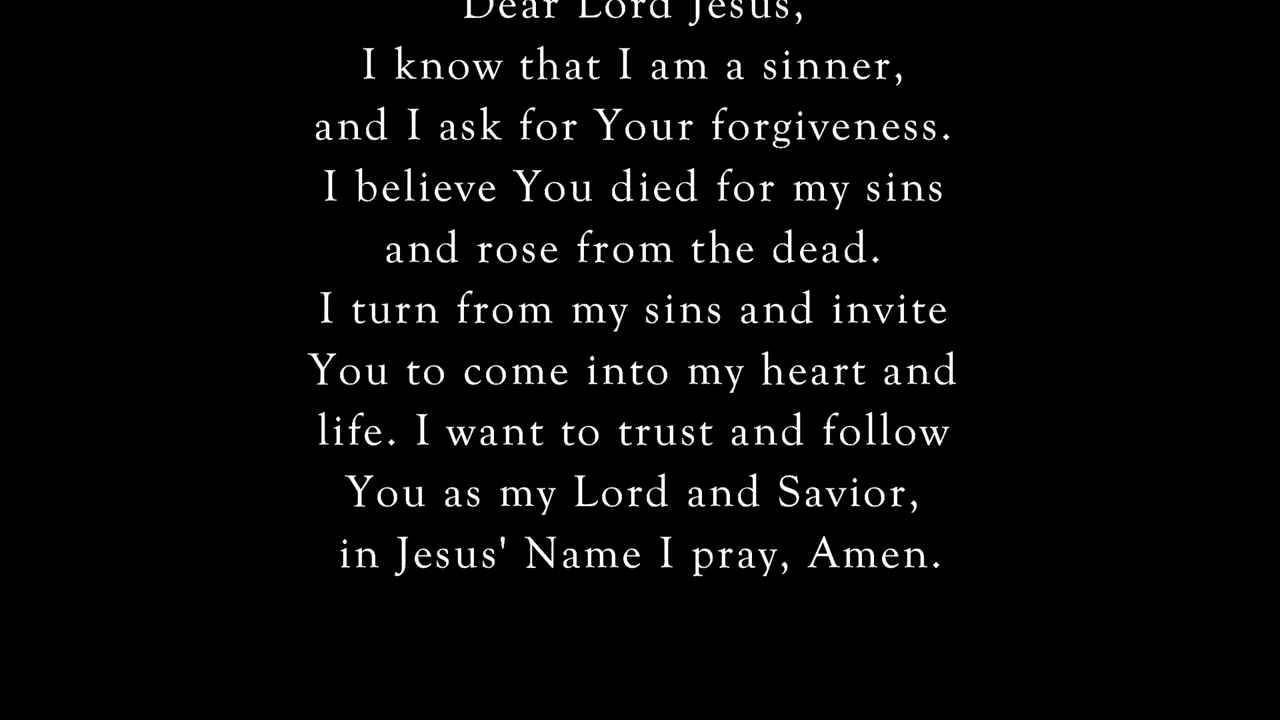 Dear Lord Jesus,
I know that I am a sinner,
and I ask for Your forgiveness.
I believe You died for my sins
and rose from the dead.
I turn from my sins and invite
You to come into my heart and
life. I want to trust and follow
You as my Lord and Savior,
in Jesus' Name I pray, Amen.